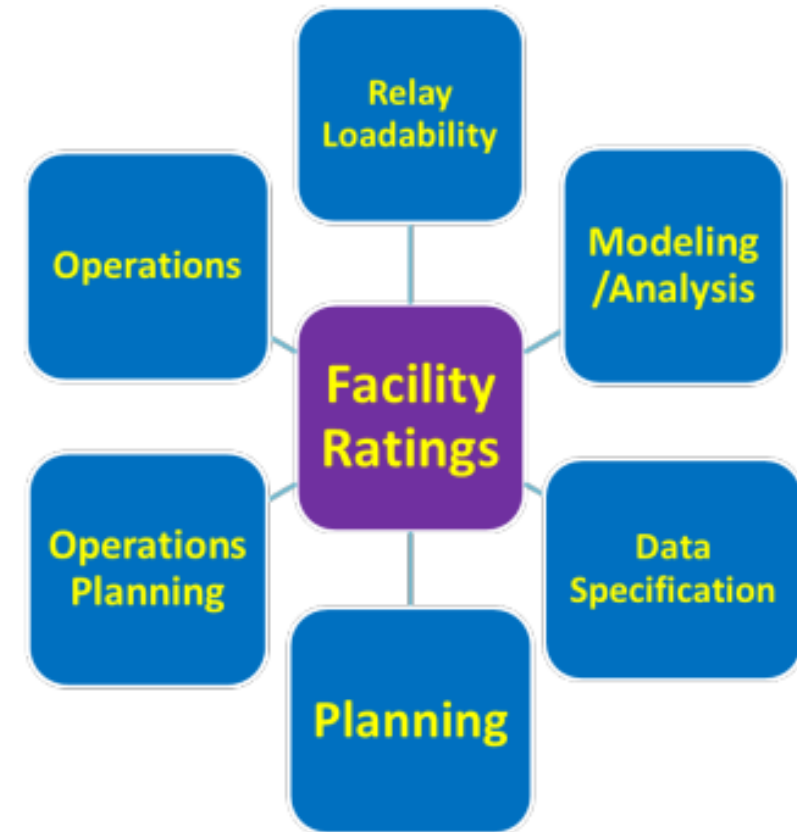 Relay
Loadability
Operations
Modeling
/Analysis
Facility
Ratings
Operations
Planning
Data
Specification
Planning